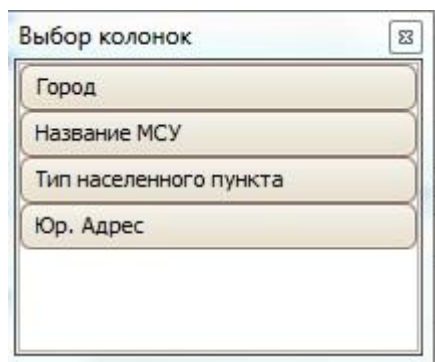 Выбор колонок
Город
Название МСУ
Тип населенного пункта
Юр. Адрес